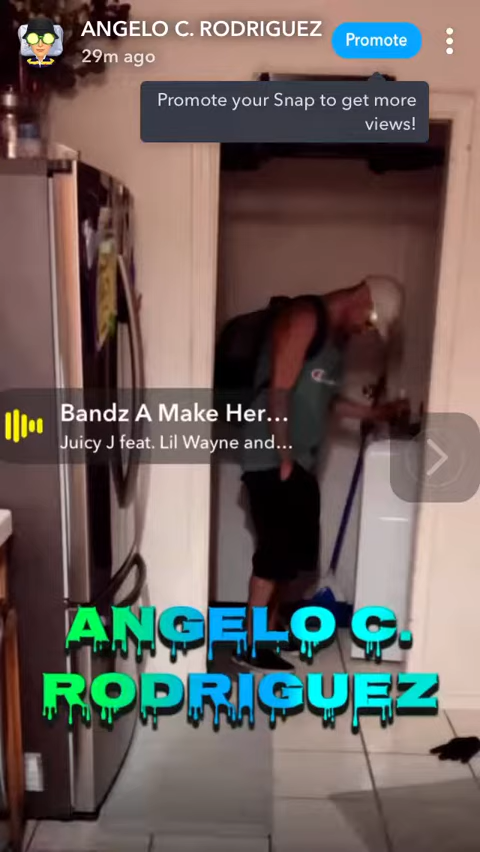 ANGELO C. RODRIGUEZ
29m ago
Promote
Promote your Snap to get more
views!
Bandz A Make Her...
Juicy J feat. Lil Wayne and...
ANGELO C.
RODRIGUEZ